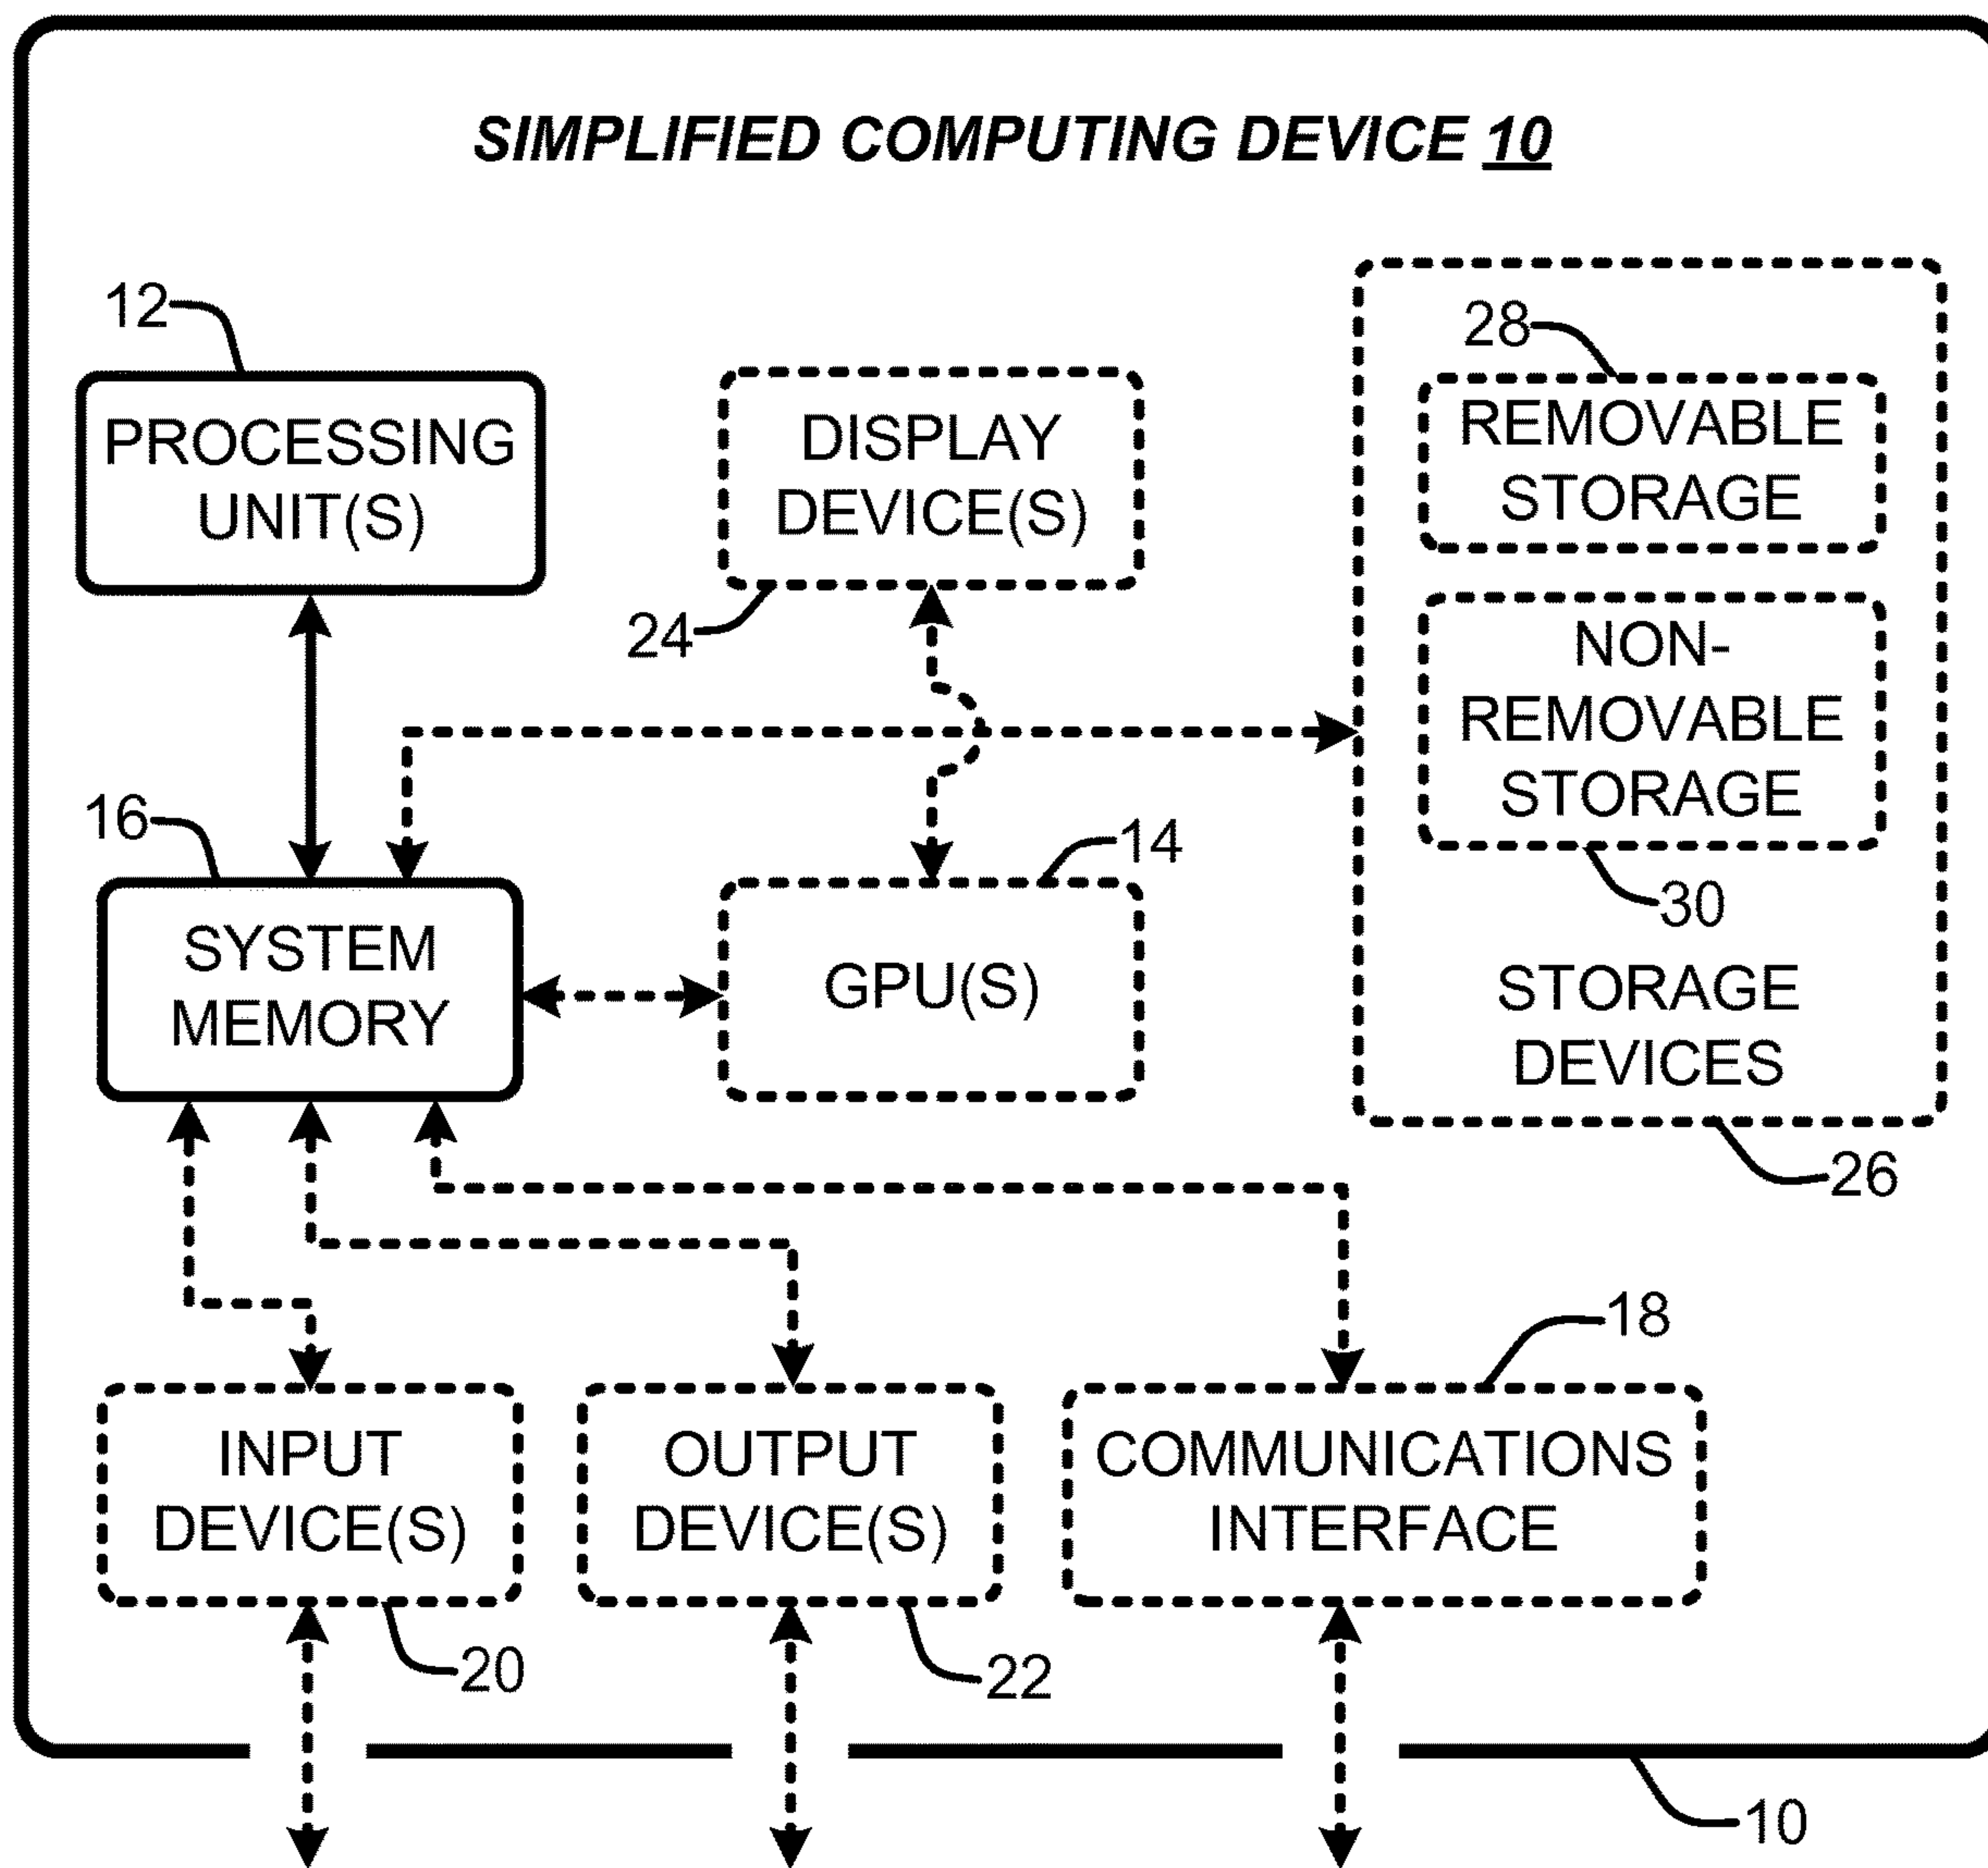 SIMPLIFIED COMPUTING DEVICE 10
12
PROCESSING
UNIT(S)
DISPLAY
DEVICE(S)
24
28
REMOVABLE
STORAGE
NON-
REMOVABLE
STORAGE
30
STORAGE
DEVICES
26
16
SYSTEM
MEMORY
14
GPU(S)
INPUT
DEVICE(S)
20
OUTPUT
DEVICE(S)
22
18
COMMUNICATIONS
INTERFACE
10